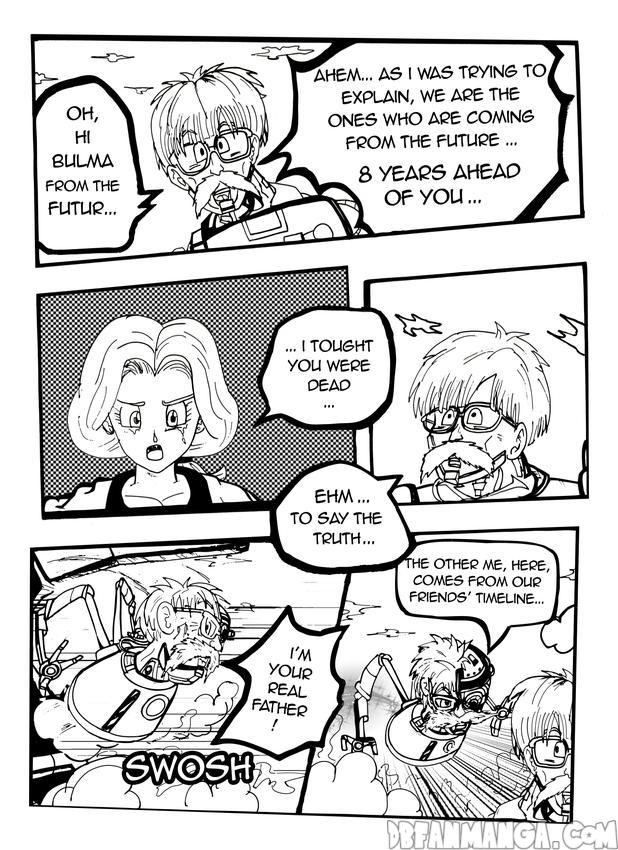 OH,
HI
BULMA
FROM THE
FUTUR...
AHEM... AS I WAS TRYING TO
EXPLAIN, WE ARE THE
ONES WHO ARE COMING
FROM THE FUTURE ...
8 YEARS AHEAD
OF YOU ...
... I TOUGHT
YOU WERE
DEAD
...
EHM ...
TO SAY THE
TRUTH...
I'M
YOUR
REAL
FATHER
!
SWOSH
THE OTHER ME, HERE,
COMES FROM OUR
FRIENDS' TIMELINE...
DBFANMANGA.COM